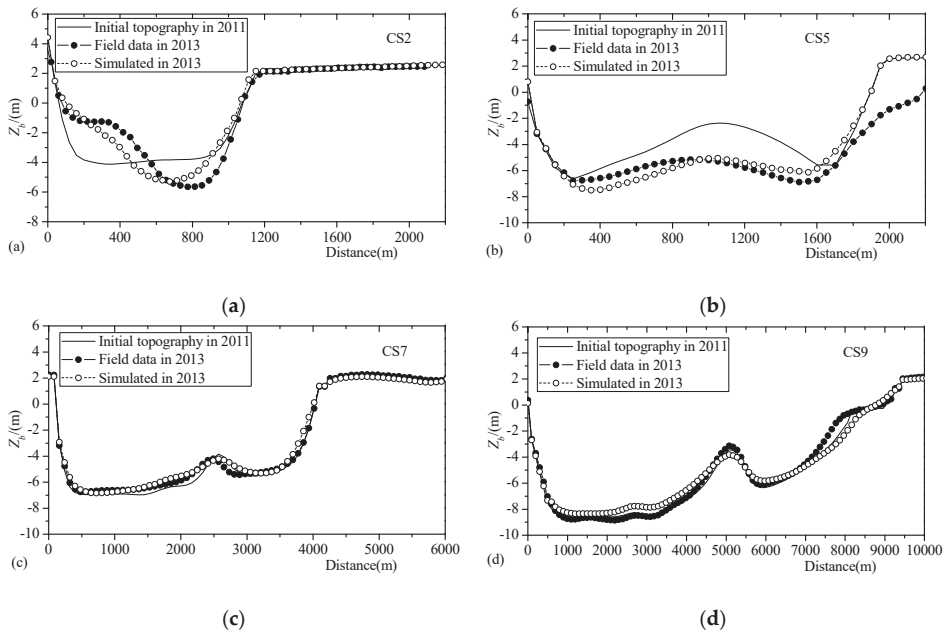 Initial topography in 2011
Field data in 2013
Simulated in 2013
CS2
Z_b/(m)
6
4
2
0
-2
-4
-6
-8
0 400 800 1200 1600 2000
Distance(m)
(a)
(a)
Initial topography in 2011
Field data in 2013
Simulated in 2013
CS5
Z_b/(m)
6
4
2
0
-2
-4
-6
-8
-10
0 400 800 1200 1600 2000
Distance(m)
(b)
(b)
Initial topography in 2011
Field data in 2013
Simulated in 2013
CS7
Z_b/(m)
6
4
2
0
-2
-4
-6
-8
-10
0 1000 2000 3000 4000 5000 6000
Distance(m)
(c)
(c)
Initial topography in 2011
Field data in 2013
Simulated in 2013
CS9
Z_b/(m)
6
4
2
0
-2
-4
-6
-8
-10
0 1000 2000 3000 4000 5000 6000 7000 8000 9000 10000
Distance(m)
(d)
(d)